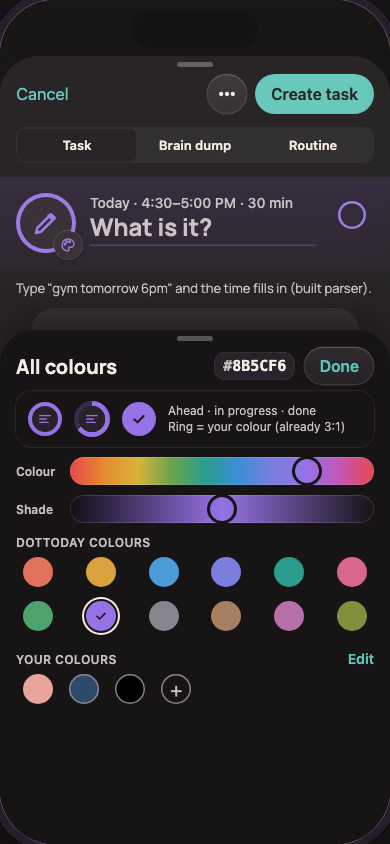 Cancel
Create task
Task
Brain dump
Routine
Today · 4:30–5:00 PM · 30 min
What is it?
Type "gym tomorrow 6pm" and the time fills in (built parser).
All colours
#8B5CF6
Done
Ahead · in progress · done
Ring = your colour (already 3:1)
Colour
Shade
DOTTODAY COLOURS
YOUR COLOURS
Edit